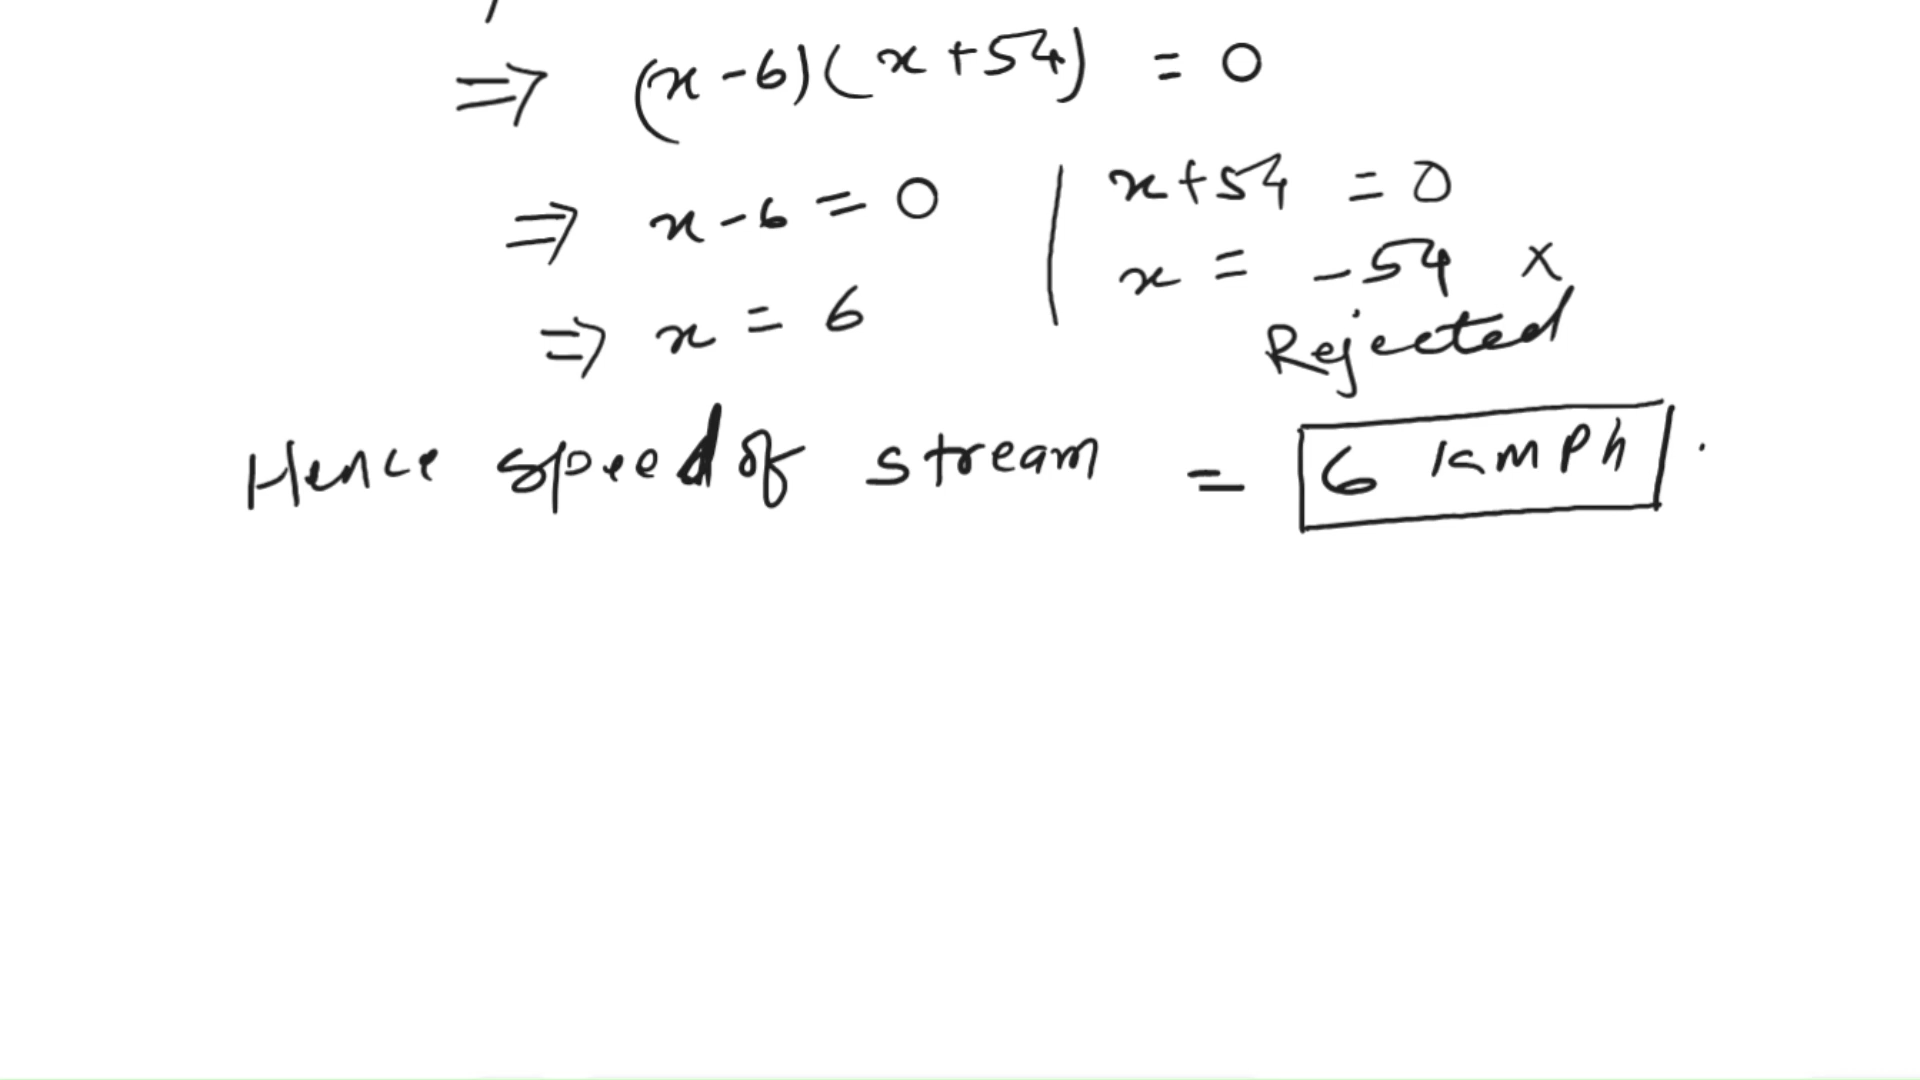 ⇒ (x-6)(x+54) = 0
⇒ x-6 = 0 | x+54 = 0
x = -54 ×
⇒ x = 6
Rejected
Hence speed of stream = 6 kmph.